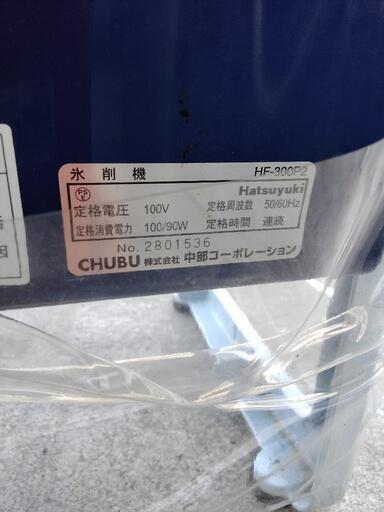 氷削機 HF-300P2
PS E Hatsuyuki
定格電圧 100V 定格周波数 50/60Hz
定格消費電力 100/90W 定格時間 連続
No. 2801536
CHUBU 株式会社 中部コーポレーション
因